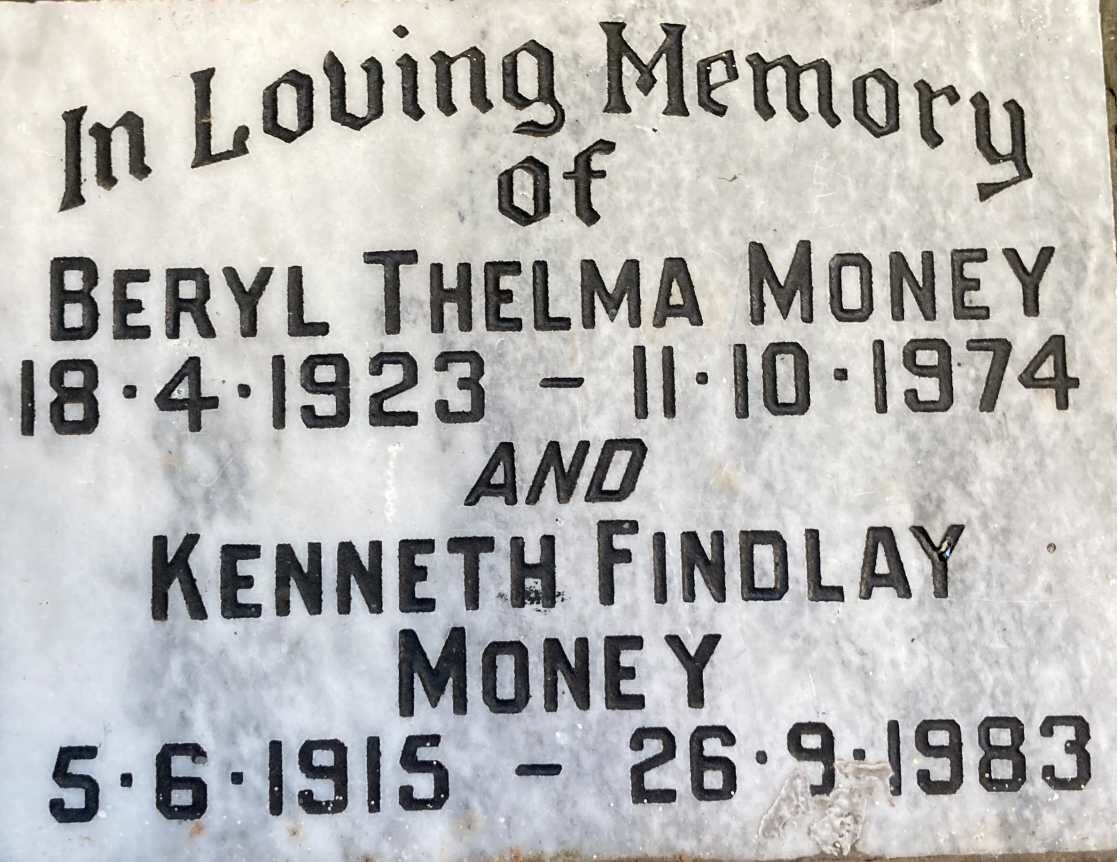 In Loving Memory
of
BERYL THELMA MONEY
18·4·1923 – 11·10·1974
AND
KENNETH FINDLAY
MONEY
5·6·1915 – 26·9·1983